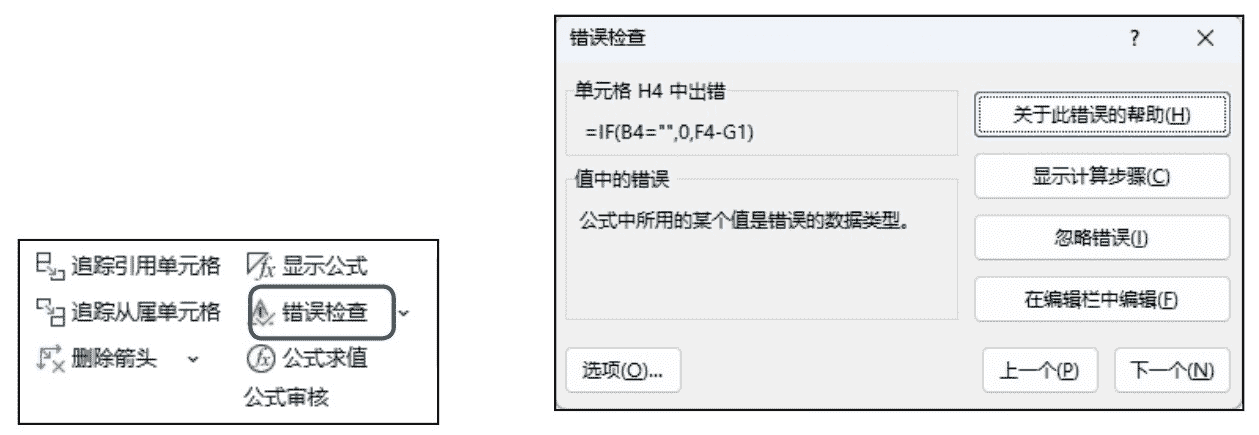 追踪引用单元格 显示公式
追踪从属单元格 错误检查
删除箭头 公式求值
公式审核
错误检查 ?
单元格 H4 中出错
=IF(B4="",0,F4-G1)
值中的错误
公式中所用的某个值是错误的数据类型。
关于此错误的帮助(H)
显示计算步骤(C)
忽略错误(I)
在编辑栏中编辑(F)
选项(O)... 上一个(P) 下一个(N)